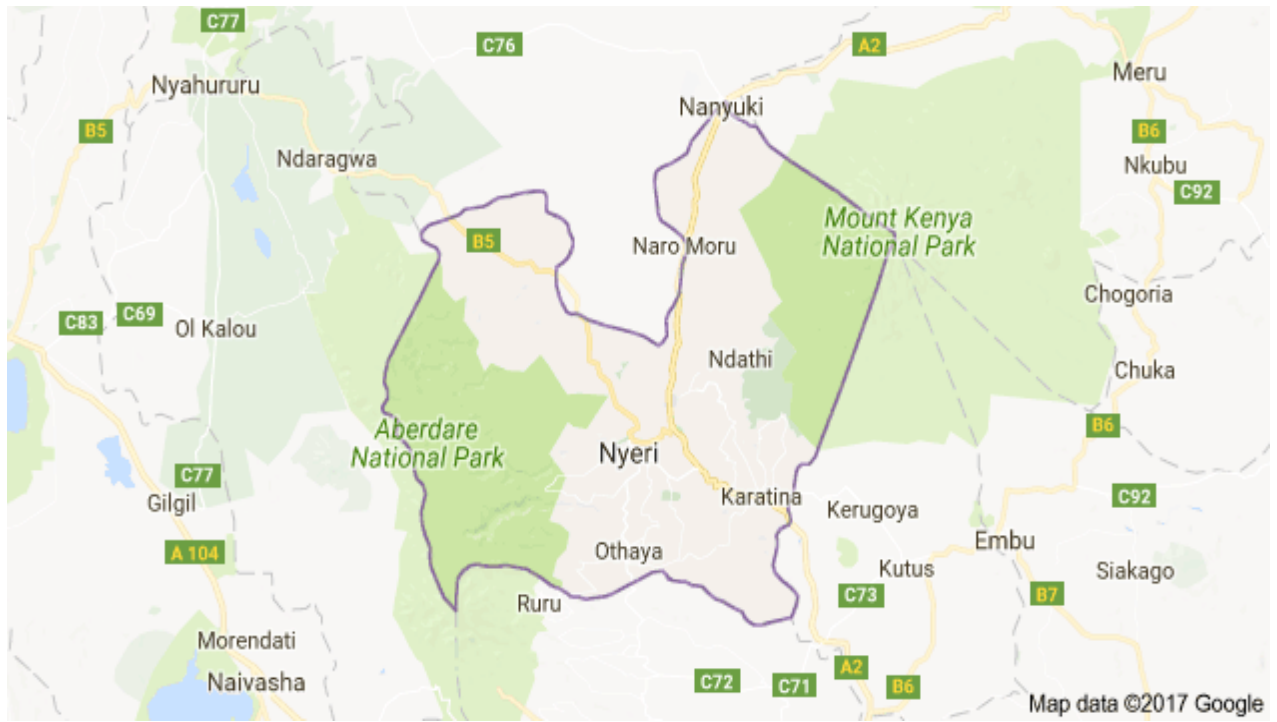 C77
C76
A2
Nyahururu
Meru
Nanyuki
B5
B6
Ndaragwa
Nkubu
C92
Mount Kenya
National Park
B5
Naro Moru
Chogoria
C83
C69
Ol Kalou
Ndathi
Chuka
Aberdare
National Park
B6
Nyeri
C77
Gilgil
Karatina
Kerugoya
C92
A 104
Othaya
Embu
Kutus
Siakago
Ruru
C73
B7
Morendati
A2
Naivasha
C72
C71
B6
Map data ©2017 Google